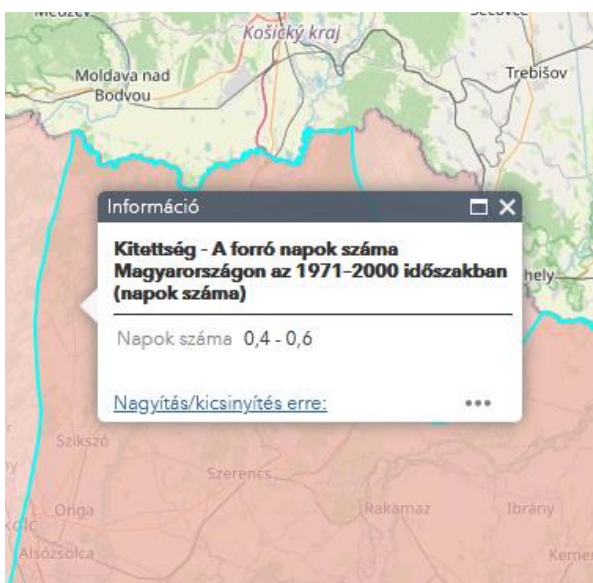 Košický kraj
Moldava nad
Bodvou
Trebišov
Információ
Kitettség - A forró napok száma
Magyarországon az 1971–2000 időszakban
(napok száma)
hely
Napok száma 0,4 - 0,6
Nagyítás/kicsinyítés erre:
Szikszó
Szerencs
Onga
Rakamaz
Ibrány
Alsózsolca